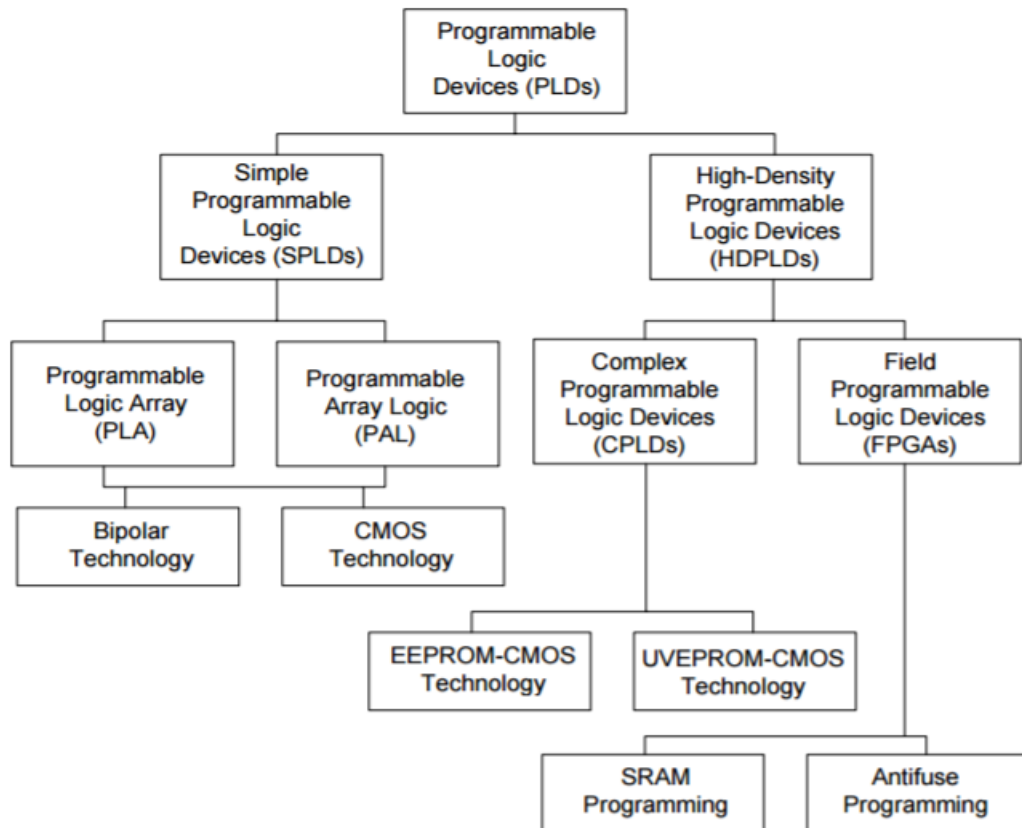 Programmable
Logic
Devices (PLDs)
Simple
Programmable
Logic
Devices (SPLDs)
High-Density
Programmable
Logic Devices
(HDPLDs)
Programmable
Logic Array
(PLA)
Programmable
Array Logic
(PAL)
Complex
Programmable
Logic Devices
(CPLDs)
Field
Programmable
Logic Devices
(FPGAs)
Bipolar
Technology
CMOS
Technology
EEPROM-CMOS
Technology
UVEPROM-CMOS
Technology
SRAM
Programming
Antifuse
Programming